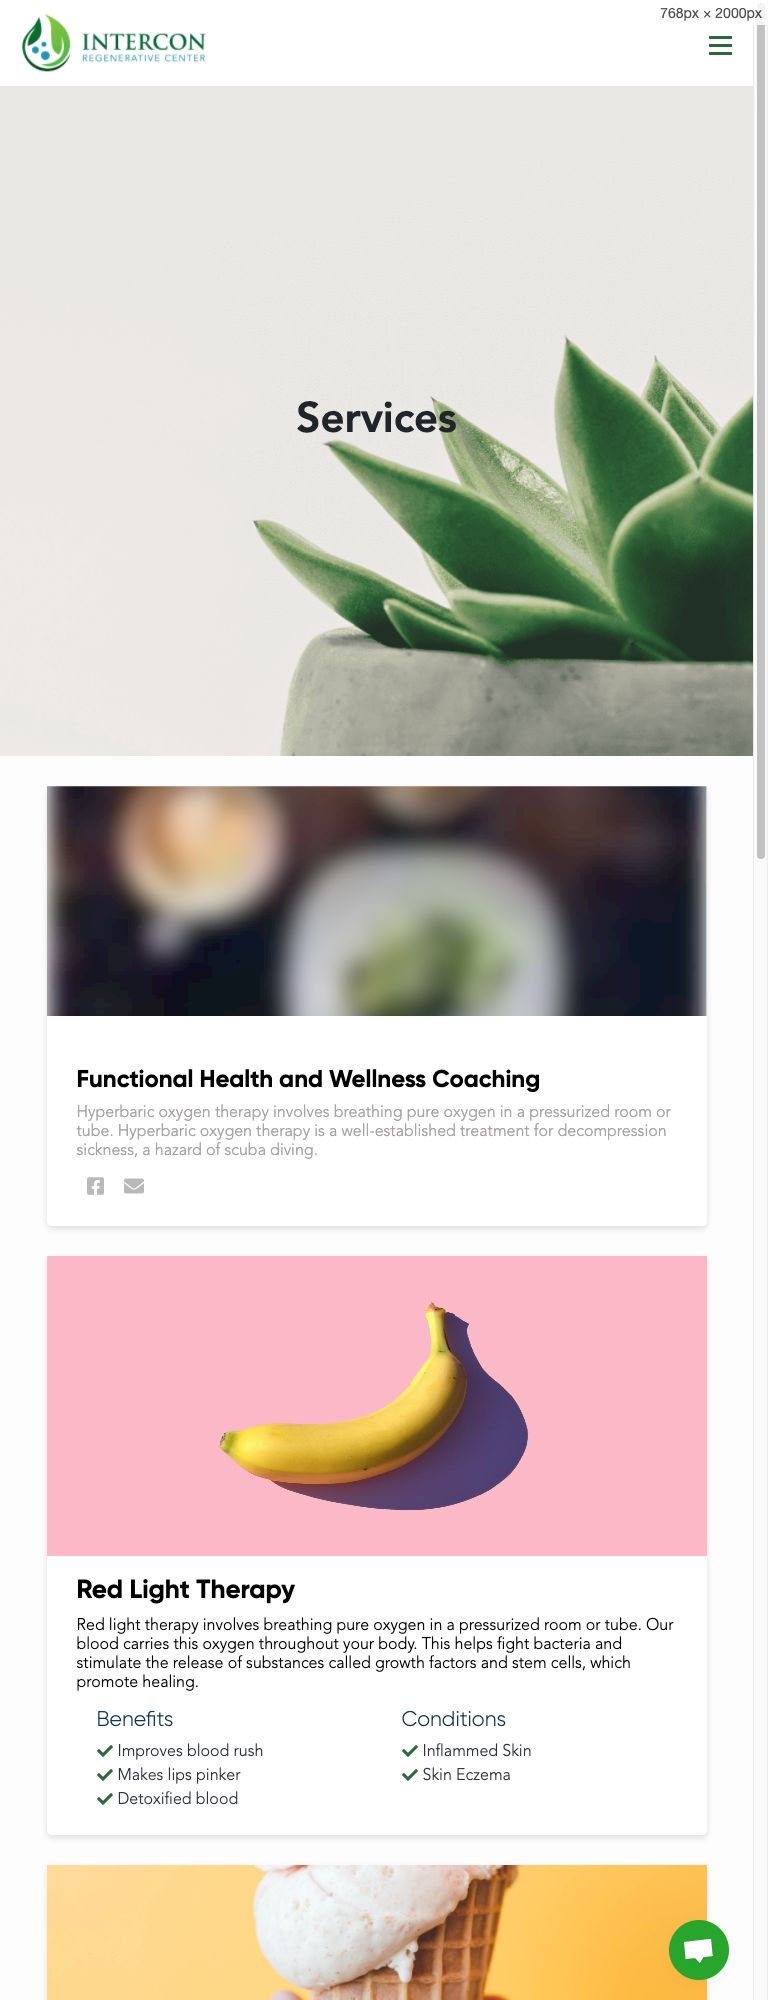 768px × 2000px
INTERCON
REGENERATIVE CENTER
Services
Functional Health and Wellness Coaching
Hyperbaric oxygen therapy involves breathing pure oxygen in a pressurized room or
tube. Hyperbaric oxygen therapy is a well-established treatment for decompression
sickness, a hazard of scuba diving.
Red Light Therapy
Red light therapy involves breathing pure oxygen in a pressurized room or tube. Our
blood carries this oxygen throughout your body. This helps fight bacteria and
stimulate the release of substances called growth factors and stem cells, which
promote healing.
Benefits
Improves blood rush
Makes lips pinker
Detoxified blood
Conditions
Inflammed Skin
Skin Eczema